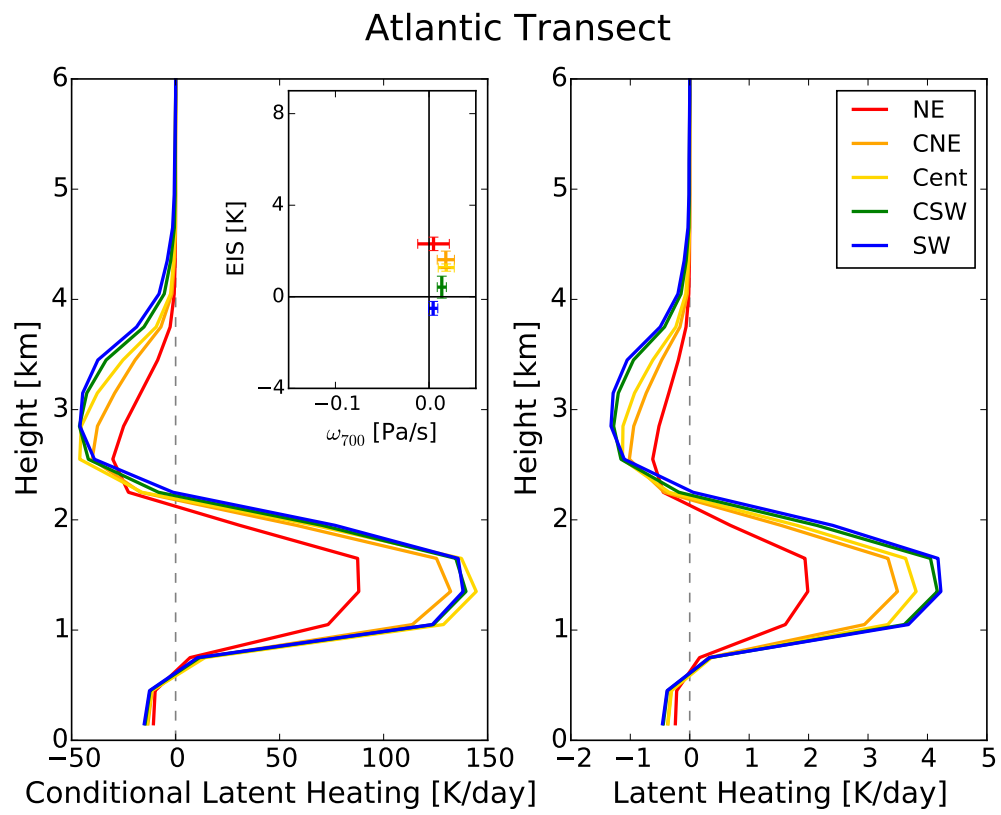 Atlantic Transect
6
5
4
3
2
1
0
Height [km]
−50
0
50
100
150
Conditional Latent Heating [K/day]
8
4
0
−4
EIS [K]
−0.1
0.0
ω700 [Pa/s]
6
5
4
3
2
1
0
Height [km]
−2
−1
0
1
2
3
4
5
Latent Heating [K/day]
NE
CNE
Cent
CSW
SW